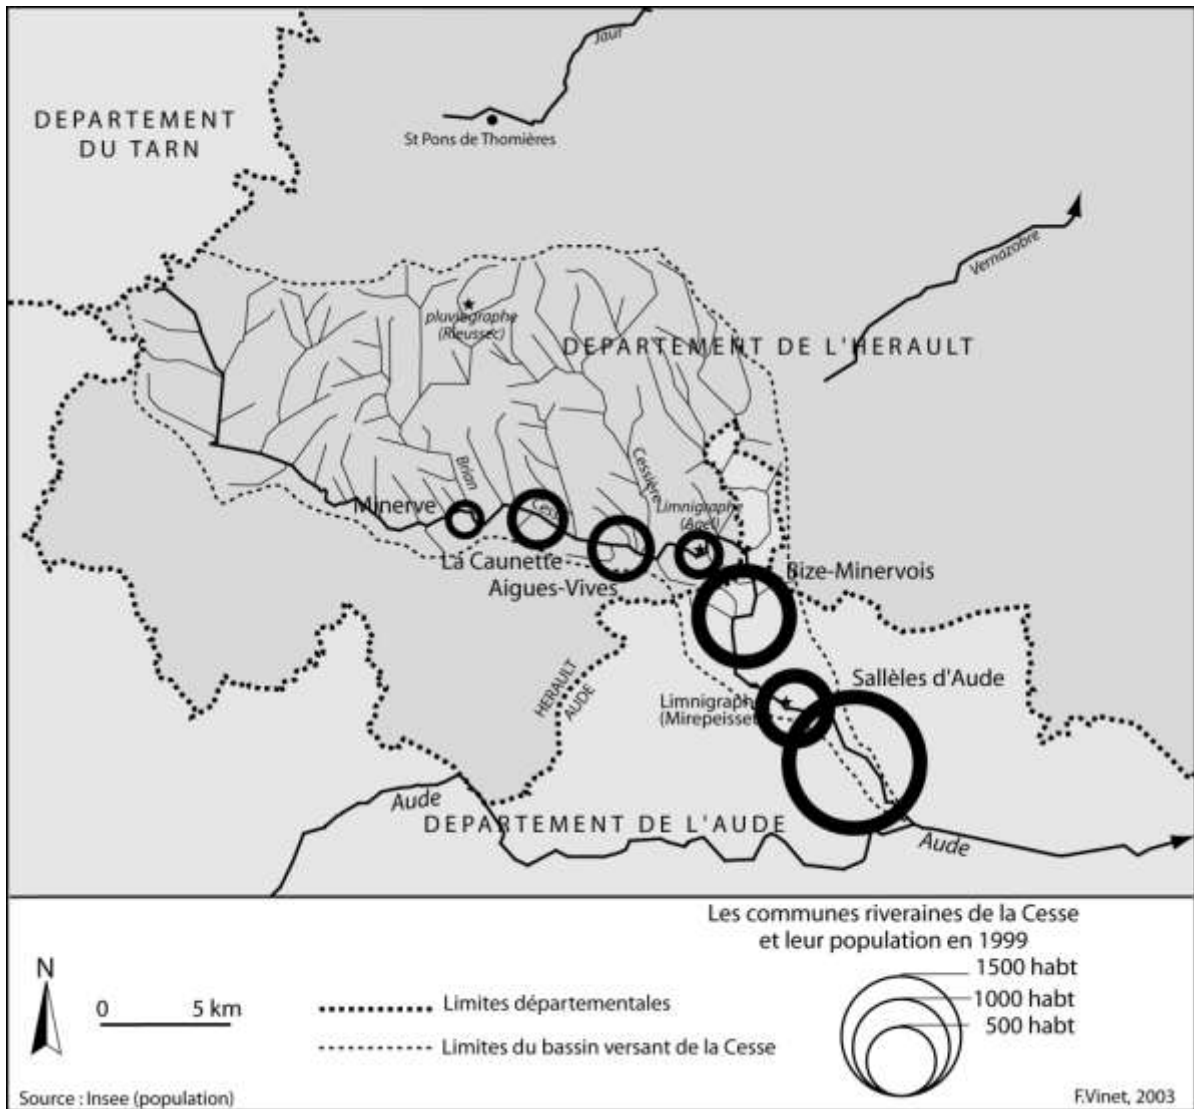 Jaur
DEPARTEMENT
DU TARN
St Pons de Thomières
Vernazobre
pluviographe
(Rieussec)
DEPARTEMENT DE L'HERAULT
Brian
Cessière
Minerve
Cesse
Limnigraphe
(Agel)
La Caunette
Aigues-Vives
Bize-Minervois
HERAULT
AUDE
Sallèles d'Aude
Limnigraphe
(Mirepeisset)
Aude
DEPARTEMENT DE L'AUDE
Aude
Les communes riveraines de la Cesse
et leur population en 1999
1500 habt
1000 habt
500 habt
N
0 5 km
Limites départementales
Limites du bassin versant de la Cesse
Source : Insee (population)
F.Vinet, 2003